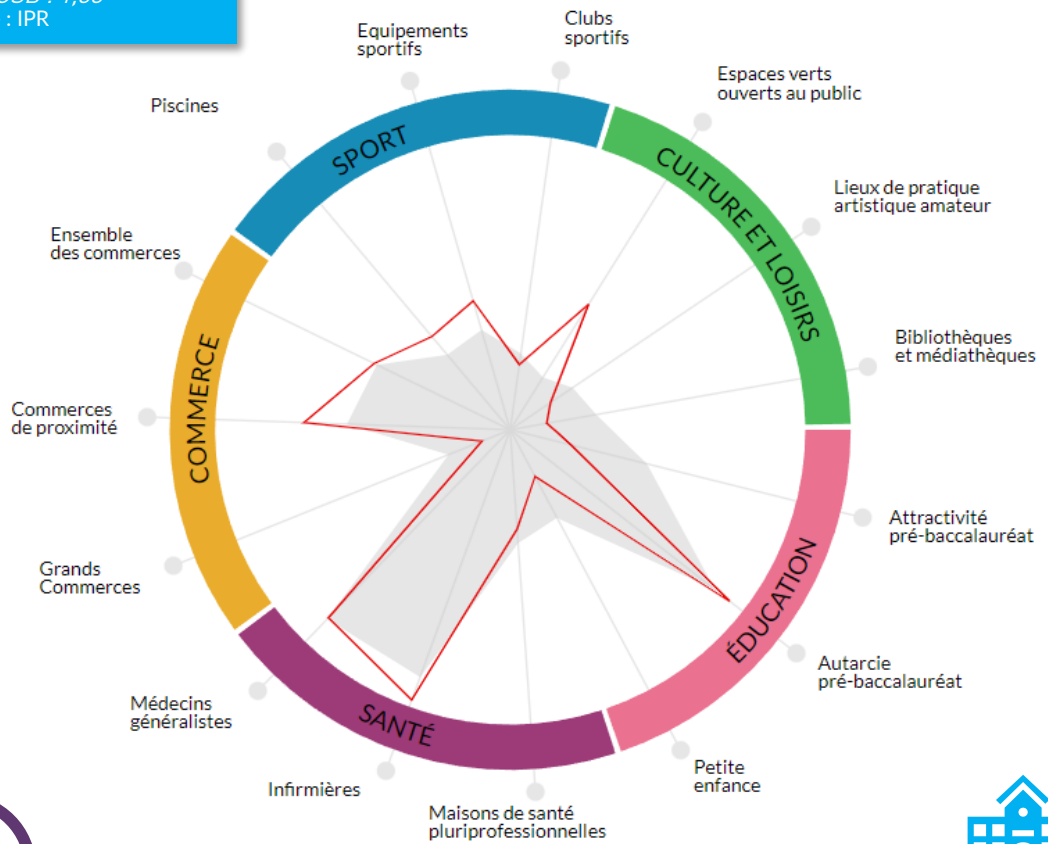 : IPR
Equipements
sportifs
Clubs
sportifs
Espaces verts
ouverts au public
Piscines
SPORT
CULTURE ET LOISIRS
Lieux de pratique
artistique amateur
Ensemble
des commerces
Bibliothèques
et médiathèques
COMMERCE
Commerces
de proximité
Attractivité
pré-baccalauréat
ÉDUCATION
Grands
Commerces
Autarcie
pré-baccalauréat
Médecins
généralistes
SANTÉ
Petite
enfance
Infirmières
Maisons de santé
pluriprofessionnelles